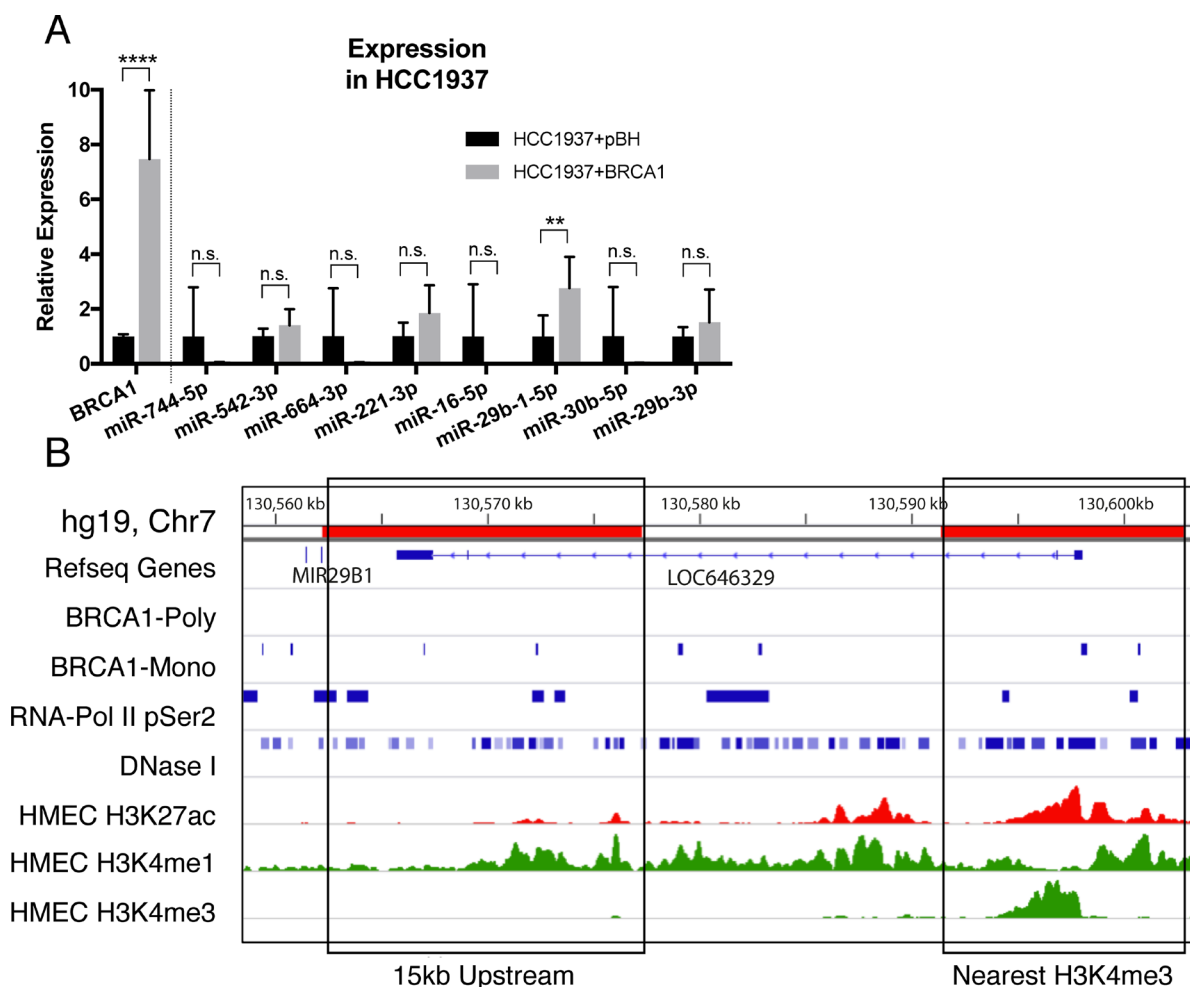 A
Expression
in HCC1937
****
Relative Expression
10
8
6
4
2
0
HCC1937+pBH
HCC1937+BRCA1
n.s.
n.s.
n.s.
n.s.
n.s.
**
n.s.
n.s.
BRCA1
miR-744-5p
miR-542-3p
miR-664-3p
miR-221-3p
miR-16-5p
miR-29b-1-5p
miR-30b-5p
miR-29b-3p
B
130,560 kb 130,570 kb 130,580 kb 130,590kb 130,600 kb
hg19, Chr7
Refseq Genes
MIR29B1 LOC646329
BRCA1-Poly
BRCA1-Mono
RNA-Pol II pSer2
DNase I
HMEC H3K27ac
HMEC H3K4me1
HMEC H3K4me3
15kb Upstream Nearest H3K4me3